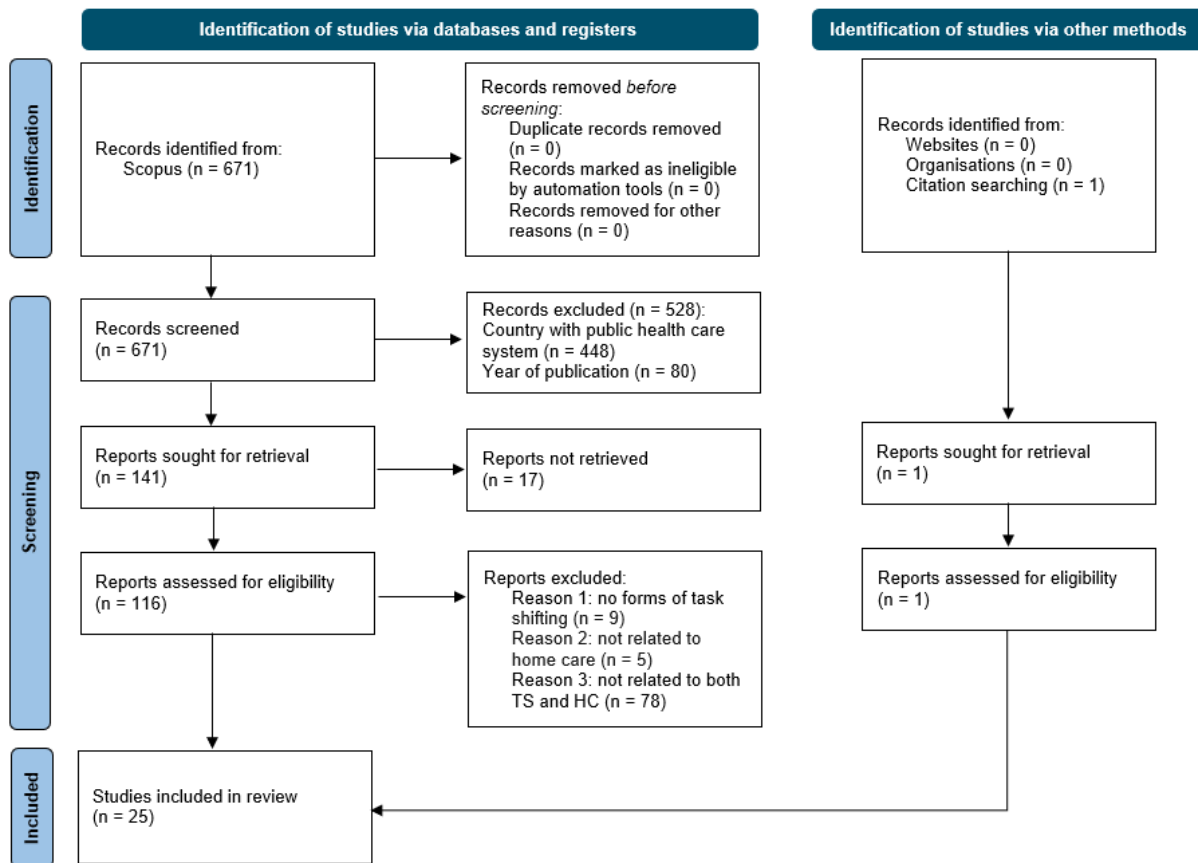 Identification of studies via databases and registers
Identification of studies via other methods
Identification
Records identified from:
Scopus (n = 671)
Records removed before
screening:
Duplicate records removed
(n = 0)
Records marked as ineligible
by automation tools (n = 0)
Records removed for other
reasons (n = 0)
Records identified from:
Websites (n = 0)
Organisations (n = 0)
Citation searching (n = 1)
Screening
Records screened
(n = 671)
Records excluded (n = 528):
Country with public health care
system (n = 448)
Year of publication (n = 80)
Reports sought for retrieval
(n = 141)
Reports not retrieved
(n = 17)
Reports sought for retrieval
(n = 1)
Reports assessed for eligibility
(n = 116)
Reports excluded:
Reason 1: no forms of task
shifting (n = 9)
Reason 2: not related to
home care (n = 5)
Reason 3: not related to both
TS and HC (n = 78)
Reports assessed for eligibility
(n = 1)
Included
Studies included in review
(n = 25)